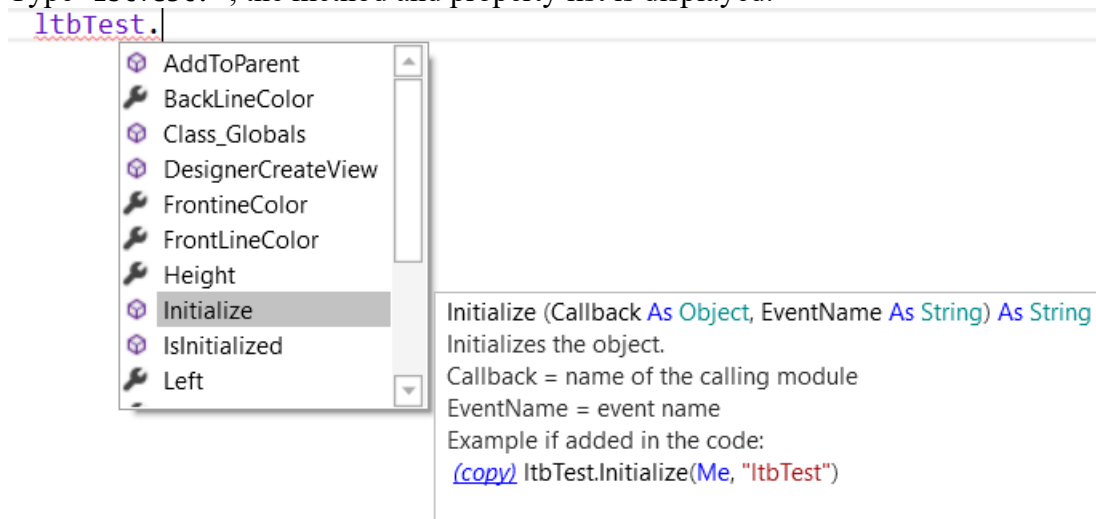 ltbTest.
AddToParent
BackLineColor
Class_Globals
DesignerCreateView
FrontineColor
FrontLineColor
Height
Initialize
IsInitialized
Left
Initialize (Callback As Object, EventName As String) As String
Initializes the object.
Callback = name of the calling module
EventName = event name
Example if added in the code:
(copy) ltbTest.Initialize(Me, "ltbTest")